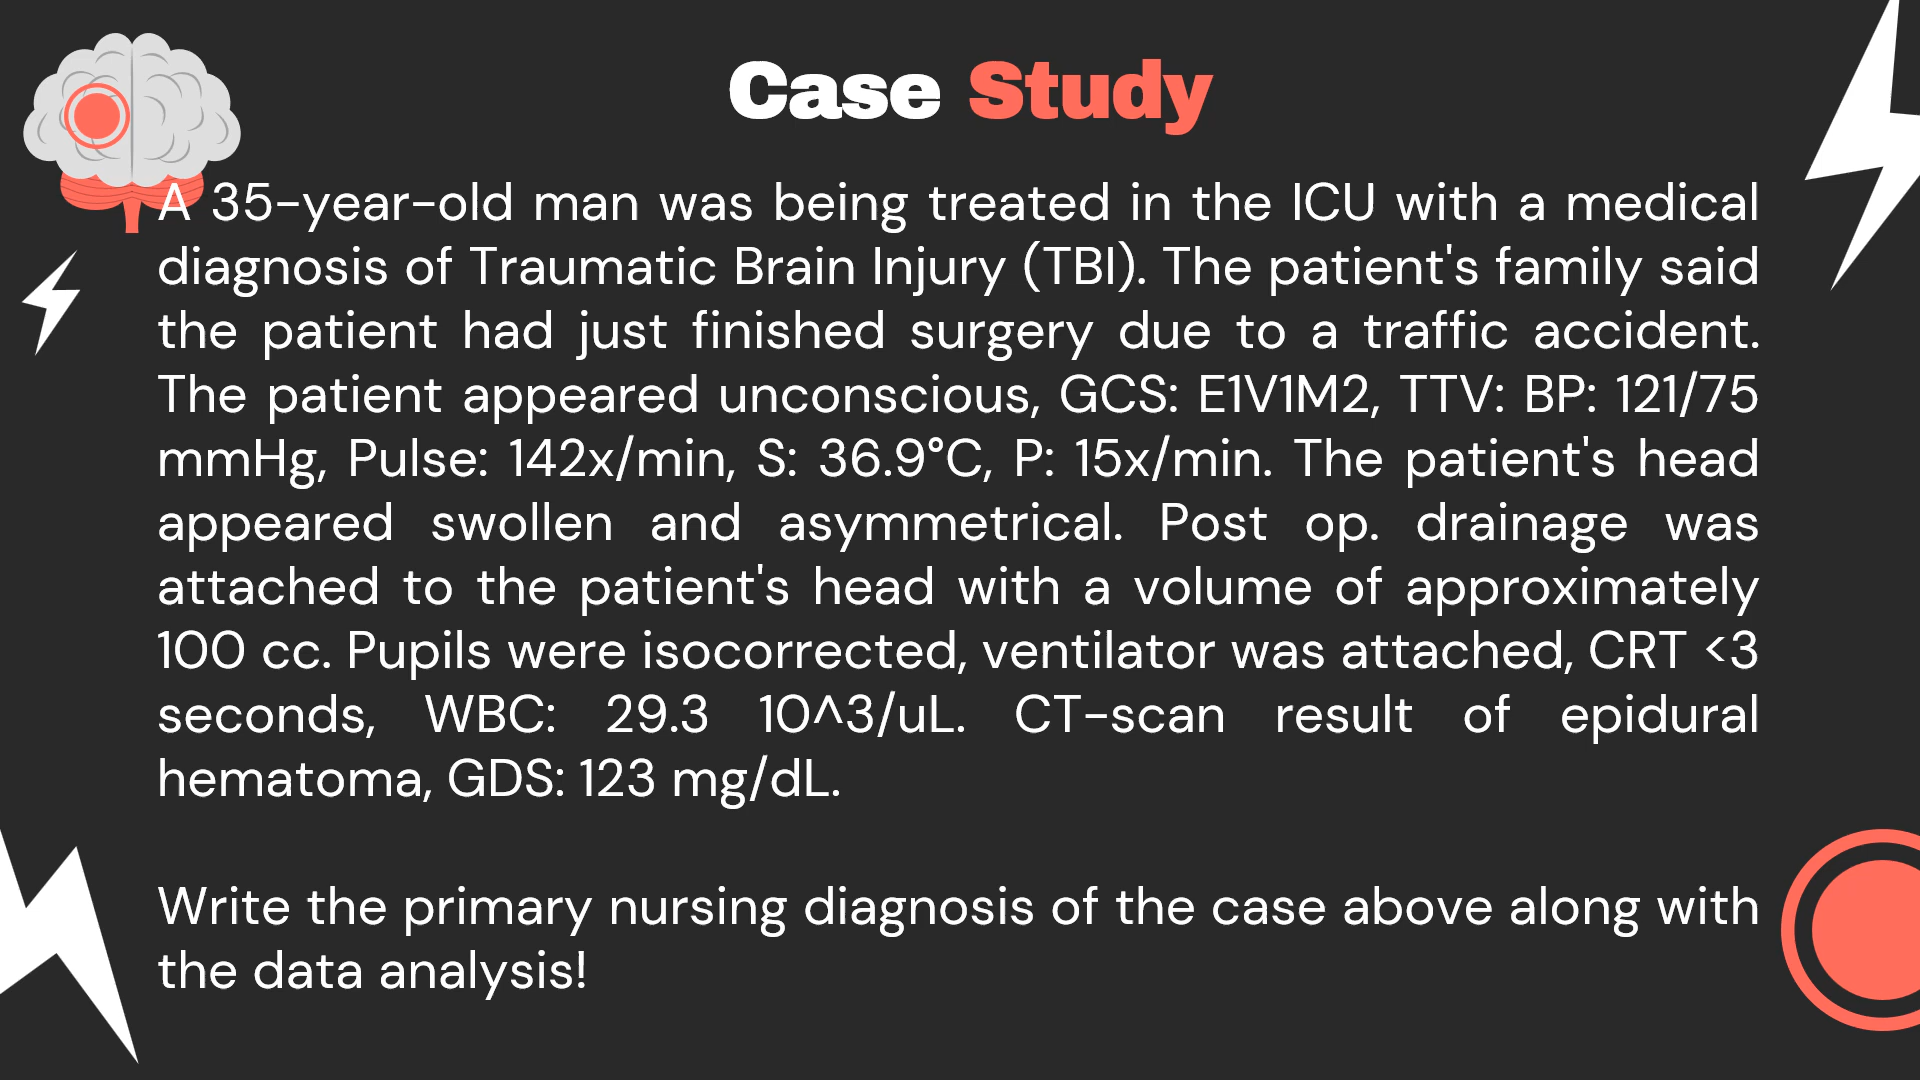 Case Study
A 35-year-old man was being treated in the ICU with a medical
diagnosis of Traumatic Brain Injury (TBI). The patient's family said
the patient had just finished surgery due to a traffic accident.
The patient appeared unconscious, GCS: E1V1M2, TTV: BP: 121/75
mmHg, Pulse: 142x/min, S: 36.9°C, P: 15x/min. The patient's head
appeared swollen and asymmetrical. Post op. drainage was
attached to the patient's head with a volume of approximately
100 cc. Pupils were isocorrected, ventilator was attached, CRT <3
seconds, WBC: 29.3 10^3/uL. CT-scan result of epidural
hematoma, GDS: 123 mg/dL.
Write the primary nursing diagnosis of the case above along with
the data analysis!